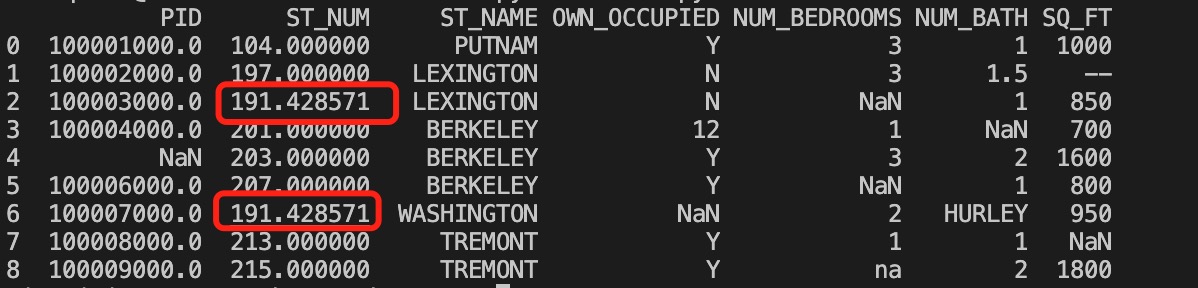 PID ST_NUM ST_NAME OWN_OCCUPIED NUM_BEDROOMS NUM_BATH SQ_FT
0 100001000.0 104.000000 PUTNAM Y 3 1 1000
1 100002000.0 197.000000 LEXINGTON N 3 1.5 --
2 100003000.0 191.428571 LEXINGTON N NaN 1 850
3 100004000.0 201.000000 BERKELEY 12 1 NaN 700
4 NaN 203.000000 BERKELEY Y 3 2 1600
5 100006000.0 207.000000 BERKELEY Y NaN 1 800
6 100007000.0 191.428571 WASHINGTON NaN 2 HURLEY 950
7 100008000.0 213.000000 TREMONT Y 1 1 NaN
8 100009000.0 215.000000 TREMONT Y na 2 1800